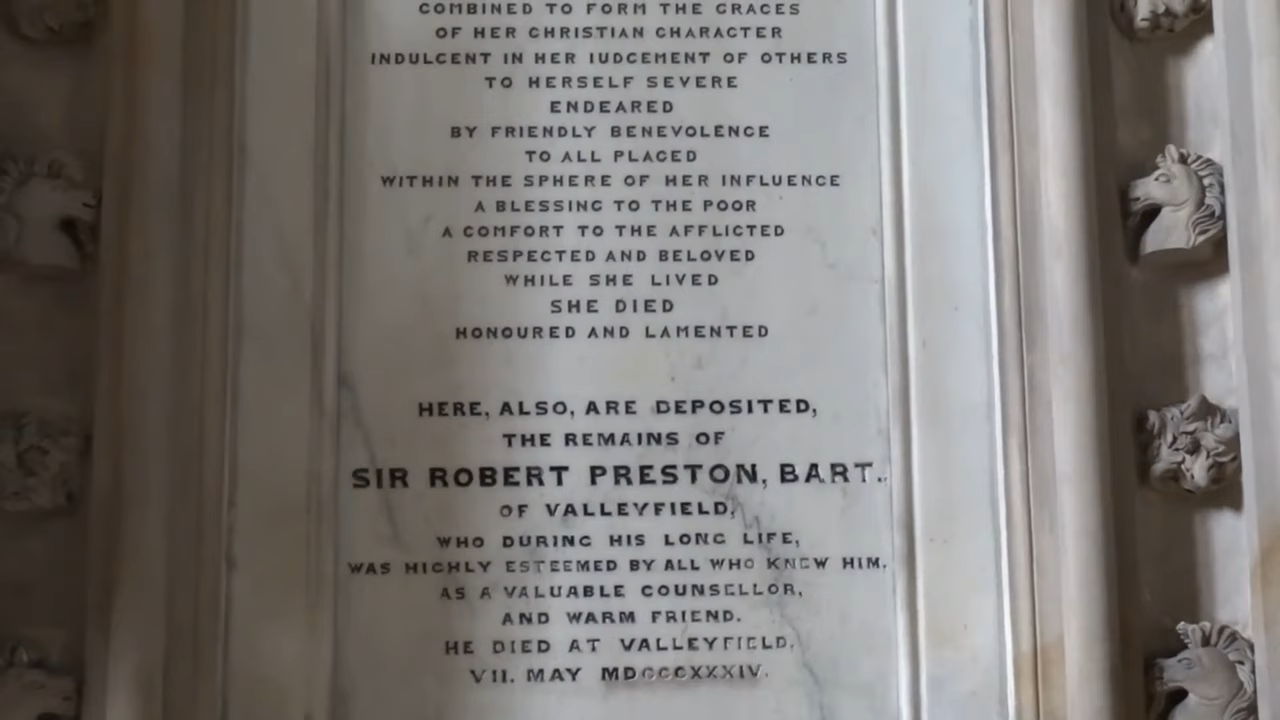 COMBINED TO FORM THE GRACES
OF HER CHRISTIAN CHARACTER
INDULGENT IN HER IUDGEMENT OF OTHERS
TO HERSELF SEVERE
ENDEARED
BY FRIENDLY BENEVOLENCE
TO ALL PLACED
WITHIN THE SPHERE OF HER INFLUENCE
A BLESSING TO THE POOR
A COMFORT TO THE AFFLICTED
RESPECTED AND BELOVED
WHILE SHE LIVED
SHE DIED
HONOURED AND LAMENTED
HERE, ALSO, ARE DEPOSITED,
THE REMAINS OF
SIR ROBERT PRESTON, BART.
OF VALLEYFIELD,
WHO DURING HIS LONG LIFE,
WAS HIGHLY ESTEEMED BY ALL WHO KNEW HIM,
AS A VALUABLE COUNSELLOR,
AND WARM FRIEND.
HE DIED AT VALLEYFIELD,
VII. MAY MDCCCXXXIV.